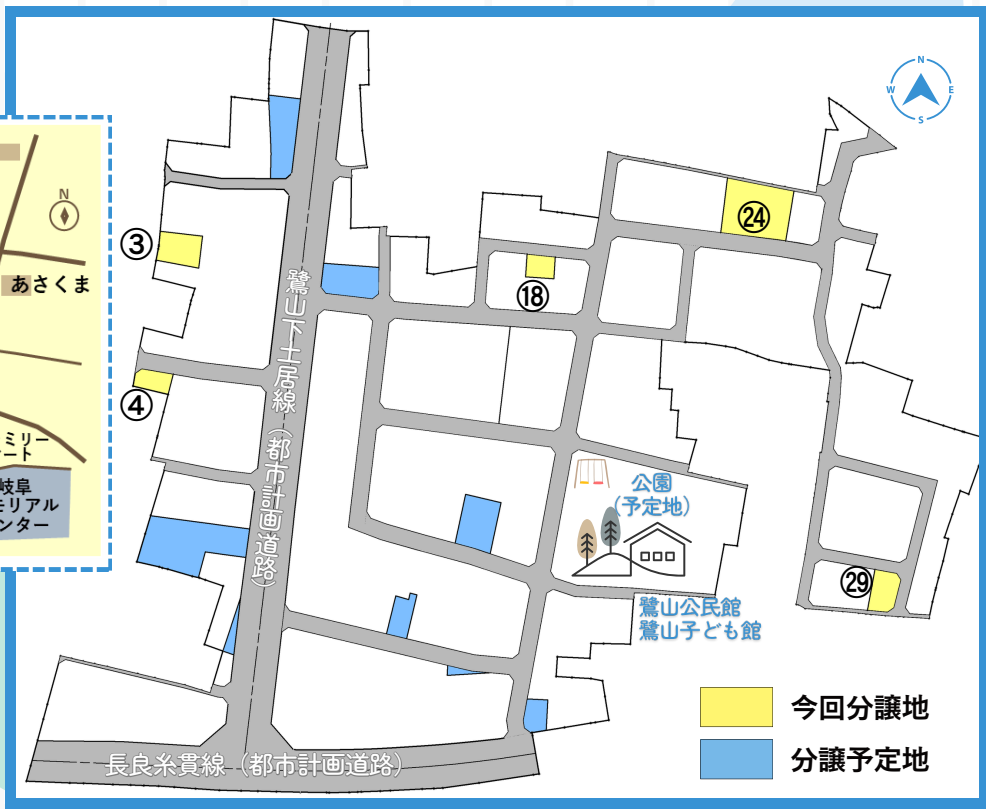 N
W
E
S
N
③
あさくま
㉔
⑱
鷺山下土居線（都市計画道路）
④
ミリー
ート
岐阜
モリアル
ンター
公園
（予定地）
㉙
鷺山公民館
鷺山子ども館
今回分譲地
分譲予定地
長良糸貫線（都市計画道路）